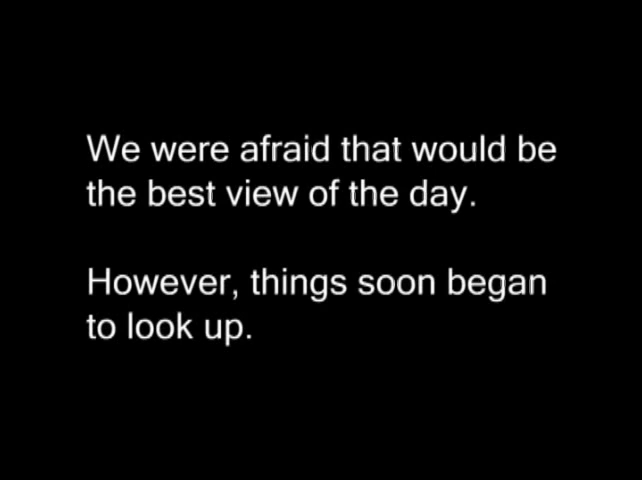 We were afraid that would be
the best view of the day.
However, things soon began
to look up.